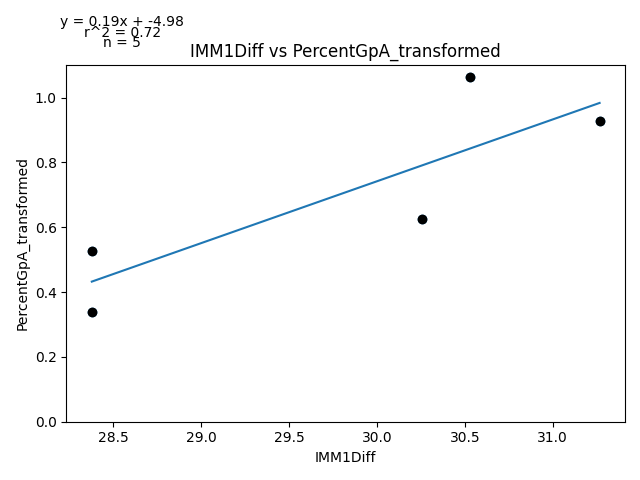 y = 0.19x + -4.98
r^2 = 0.72
n = 5
IMM1Diff vs PercentGpA_transformed
PercentGpA_transformed
1.0
0.8
0.6
0.4
0.2
0.0
28.5 29.0 29.5 30.0 30.5 31.0
IMM1Diff